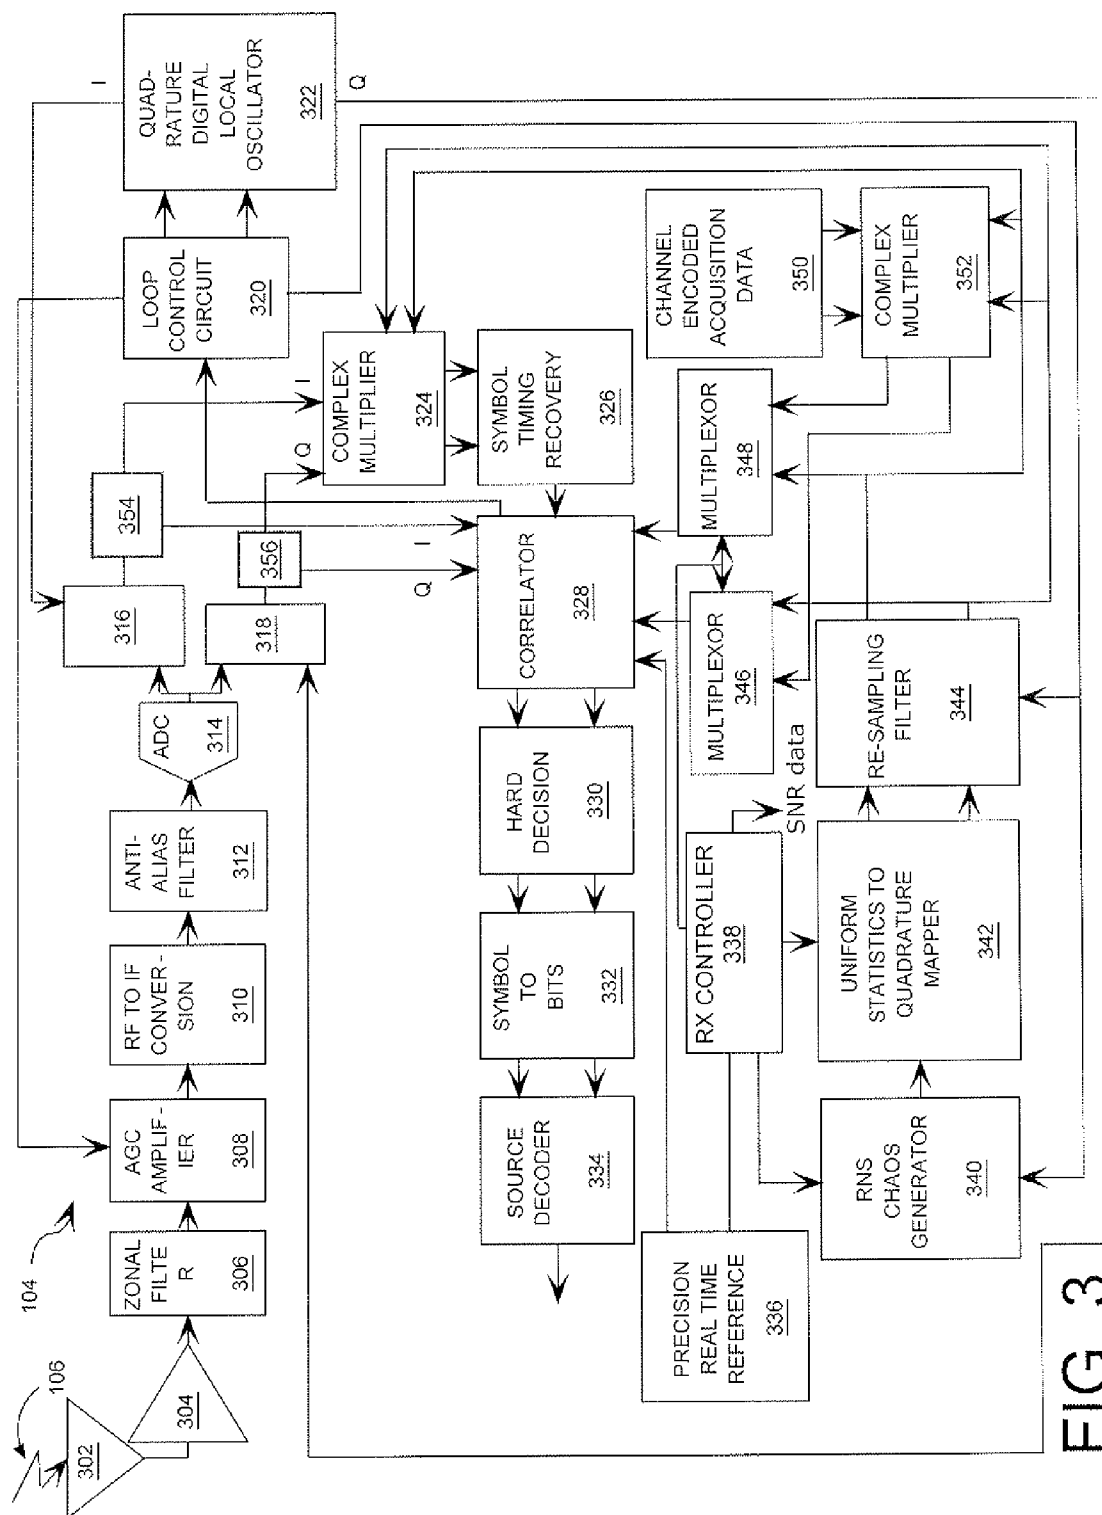 106
302
304
104
ZONAL
FILTE
R
306
AGC
AMPLIF-
IER
308
RF TO IF
CONVER-
SION
310
ANTI-
ALIAS
FILTER
312
ADC
314
316
318
354
356
LOOP
CONTROL
CIRCUIT
320
QUAD-
RATURE
DIGITAL
LOCAL
OSCILLATOR
322
I
Q
I
Q
COMPLEX
MULTIPLIER
324
SYMBOL
TIMING
RECOVERY
326
I
Q
CORRELATOR
328
HARD
DECISION
330
SYMBOL
TO
BITS
332
SOURCE
DECODER
334
PRECISION
REAL TIME
REFERENCE
336
RX CONTROLLER
338
SNR data
MULTIPLEXOR
346
MULTIPLEXOR
348
CHANNEL
ENCODED
ACQUISITION
DATA
350
COMPLEX
MULTIPLIER
352
RNS
CHAOS
GENERATOR
340
UNIFORM
STATISTICS TO
QUADRATURE
MAPPER
342
RE-SAMPLING
FILTER
344
FIG 3